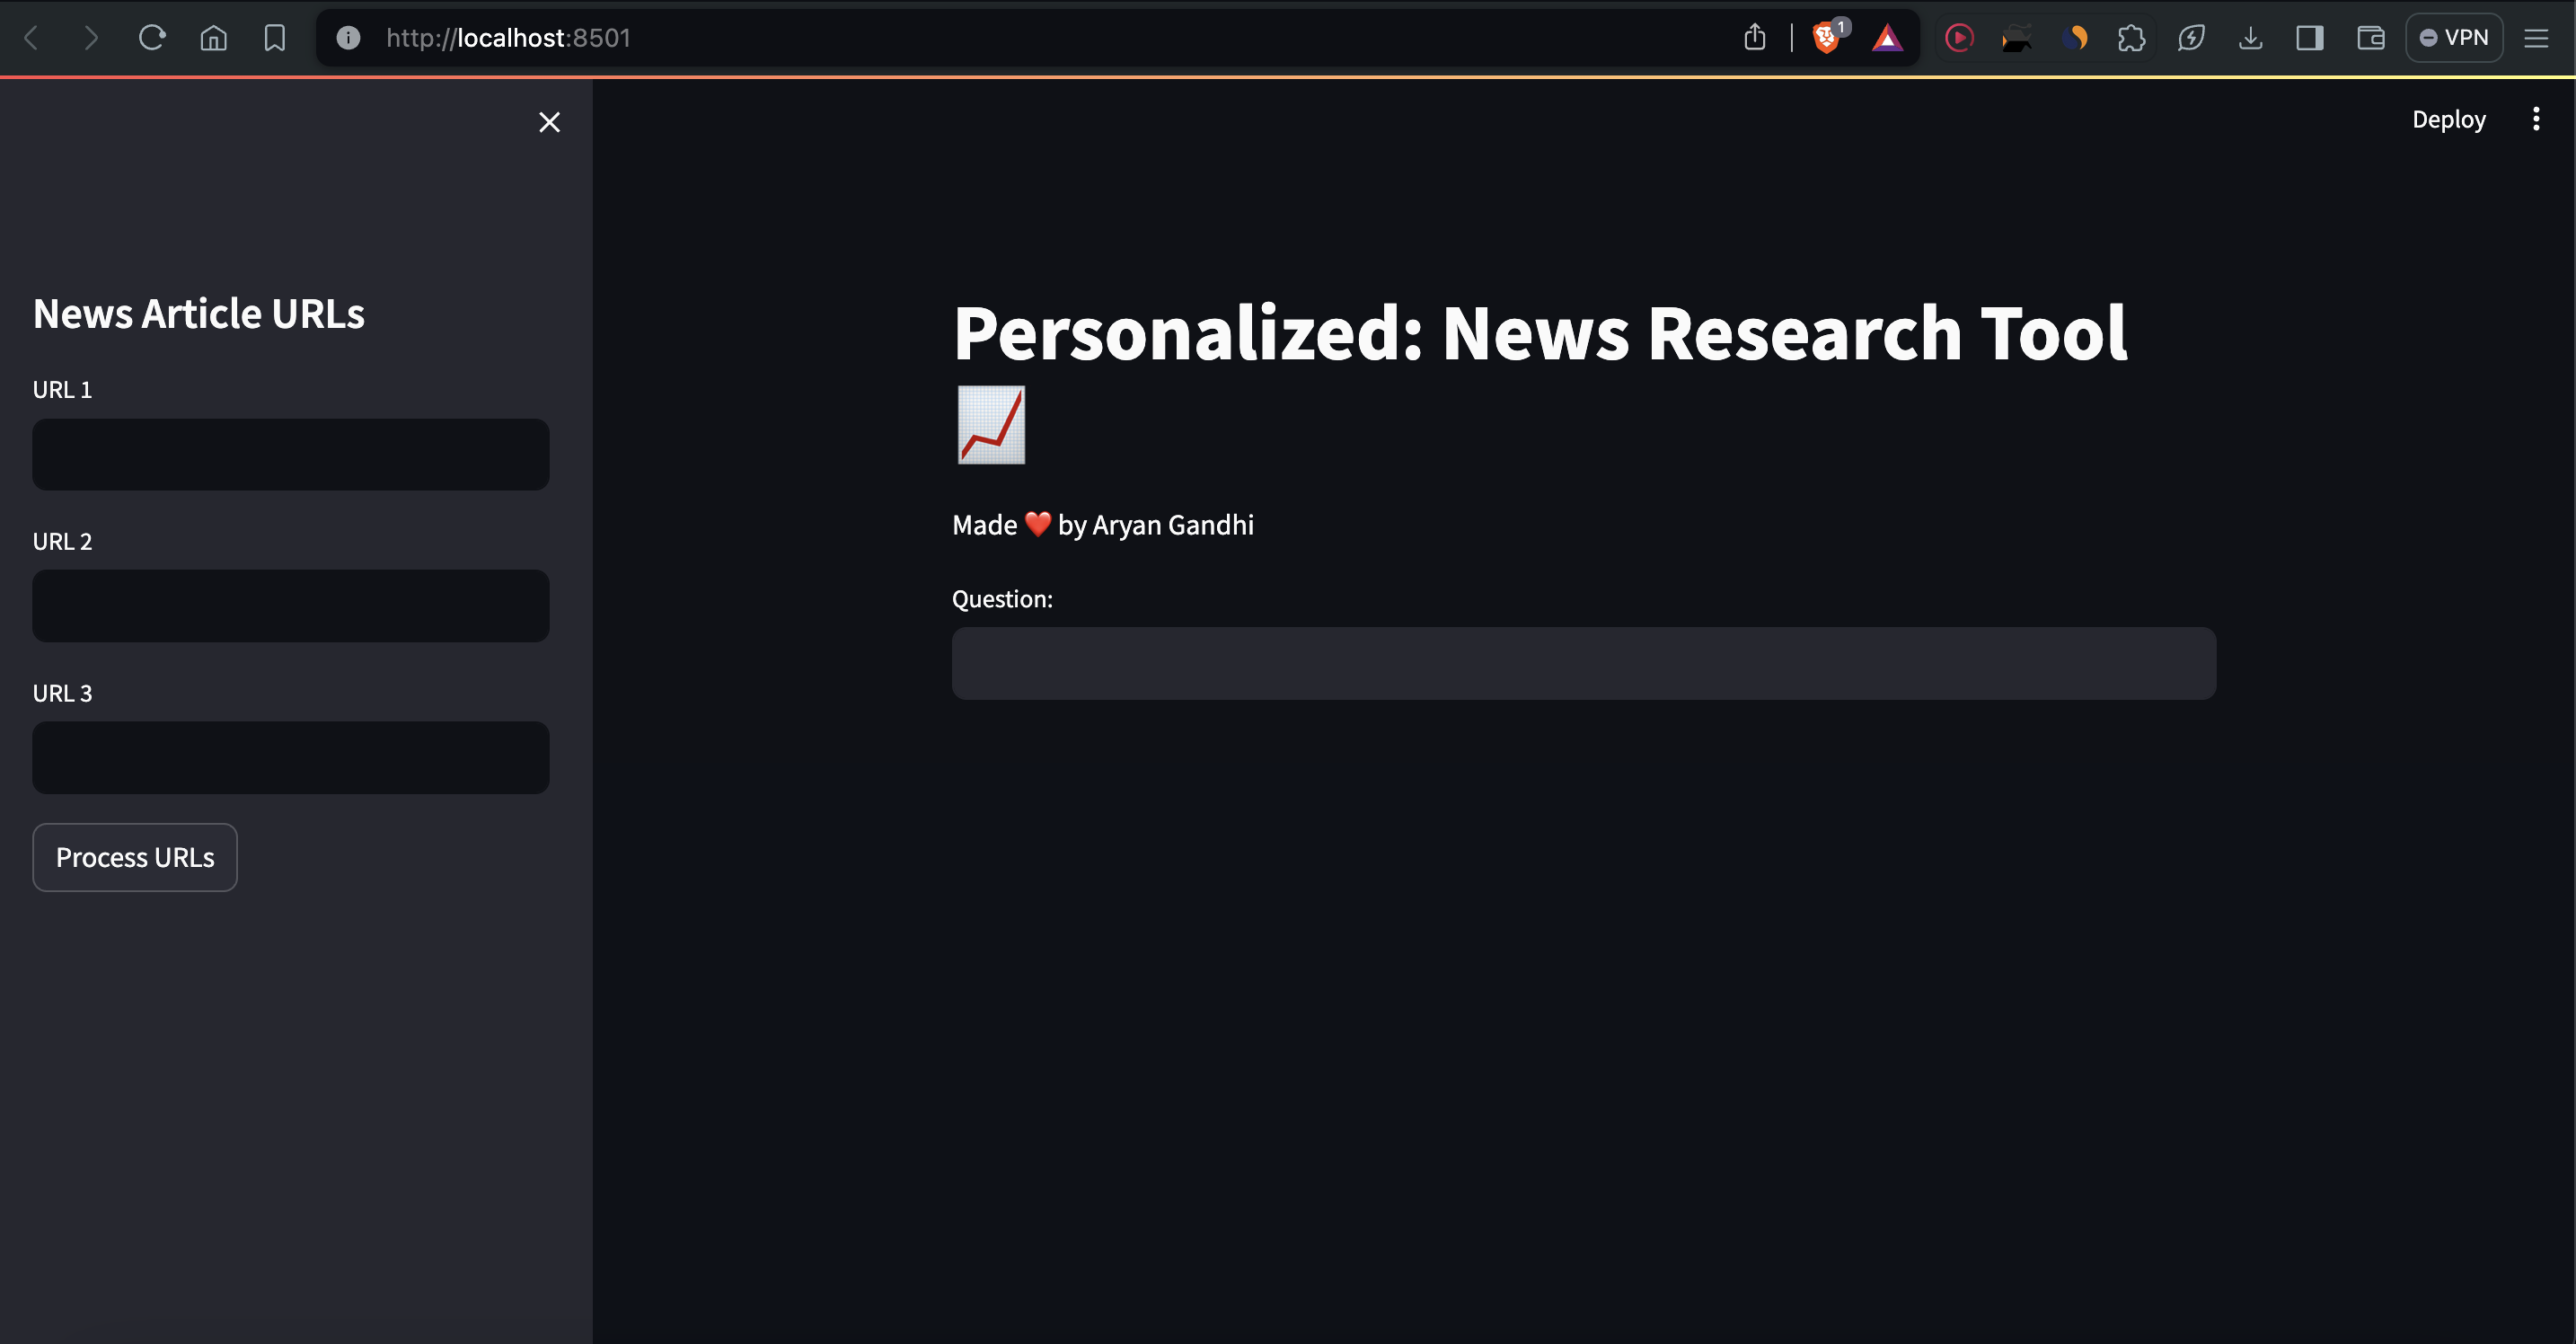 http://localhost:8501
1
VPN
Deploy
News Article URLs
URL 1
URL 2
URL 3
Process URLs
Personalized: News Research Tool
📈
Made ❤️ by Aryan Gandhi
Question: